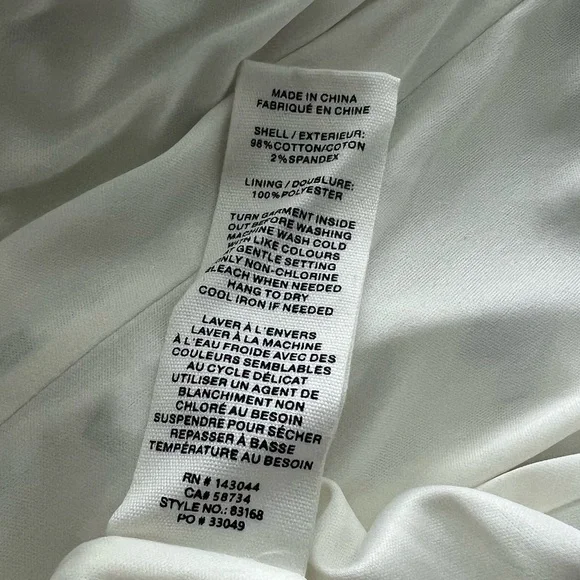 MADE IN CHINA
FABRIQUÉ EN CHINE
SHELL / EXTERIEUR:
98%COTTON/COTON
2%SPANDEX
LINING / DOUBLURE:
100%POLYESTER
TURN GARMENT INSIDE
OUT BEFORE WASHING
MACHINE WASH COLD
WITH LIKE COLOURS
AT GENTLE SETTING
ONLY NON-CHLORINE
BLEACH WHEN NEEDED
HANG TO DRY
COOL IRON IF NEEDED
LAVER À L'ENVERS
LAVER À LA MACHINE
À L'EAU FROIDE AVEC DES
COULEURS SEMBLABLES
AU CYCLE DÉLICAT
UTILISER UN AGENT DE
BLANCHIMENT NON
CHLORÉ AU BESOIN
SUSPENDRE POUR SÉCHER
REPASSER À BASSE
TEMPÉRATURE AU BESOIN
RN # 143044
CA# 58734
STYLE NO.: 83168
PO # 33049